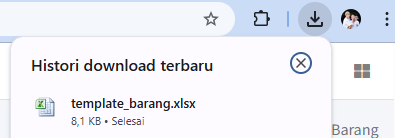 Histori download terbaru
template_barang.xlsx
8,1 KB • Selesai
Barang